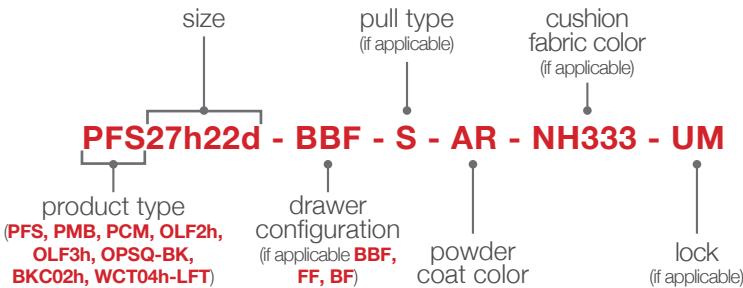 size
pull type
(if applicable)
cushion
fabric color
(if applicable)
PFS27h22d - BBF - S - AR - NH333 - UM
product type
(PFS, PMB, PCM, OLF2h,
OLF3h, OPSQ-BK,
BKC02h, WCT04h-LFT)
drawer
configuration
(if applicable BBF,
FF, BF)
powder
coat color
lock
(if applicable)